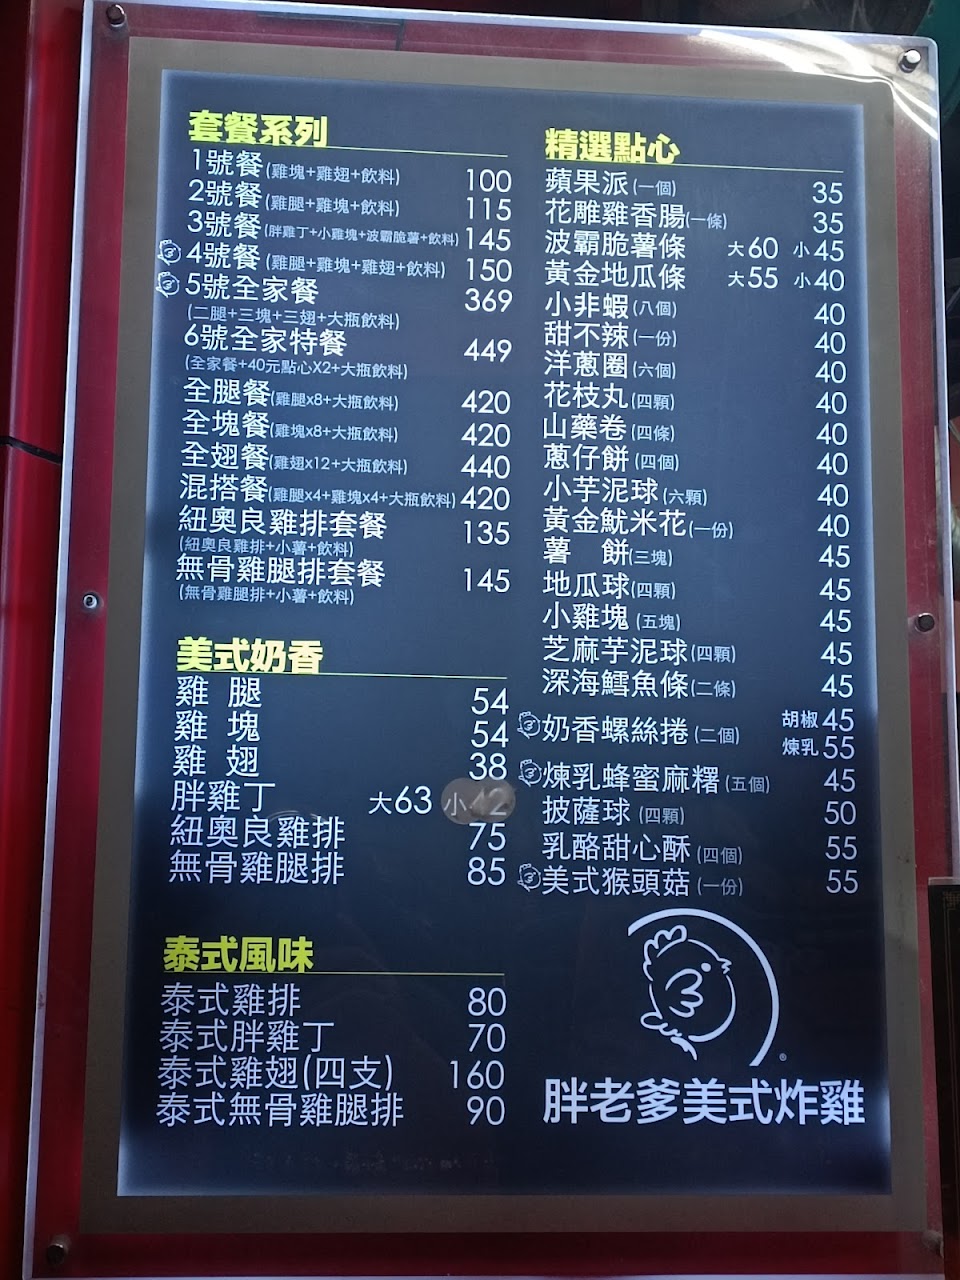 套餐系列
1號餐(雞塊+雞翅+飲料) 100
2號餐(雞腿+雞塊+飲料) 115
3號餐(胖雞丁+小雞塊+波霸脆薯+飲料) 145
4號餐(雞腿+雞塊+雞翅+飲料) 150
5號全家餐 369
(二腿+三塊+三翅+大瓶飲料)
6號全家特餐 449
(全家餐+40元點心X2+大瓶飲料)
全腿餐(雞腿x8+大瓶飲料) 420
全塊餐(雞塊x8+大瓶飲料) 420
全翅餐(雞翅x12+大瓶飲料) 440
混搭餐(雞腿x4+雞塊x4+大瓶飲料) 420
紐奧良雞排套餐 135
(紐奧良雞排+小薯+飲料)
無骨雞腿排套餐 145
(無骨雞腿排+小薯+飲料)
美式奶香
雞 腿 54
雞 塊 54
雞 翅 38
胖雞丁 大63 小42
紐奧良雞排 75
無骨雞腿排 85
泰式風味
泰式雞排 80
泰式胖雞丁 70
泰式雞翅(四支) 160
泰式無骨雞腿排 90
精選點心
蘋果派(一個) 35
花雕雞香腸(一條) 35
波霸脆薯條 大60 小45
黃金地瓜條 大55 小40
小非蝦(八個) 40
甜不辣(一份) 40
洋蔥圈(六個) 40
花枝丸(四顆) 40
山藥卷(四條) 40
蔥仔餅(四個) 40
小芋泥球(六顆) 40
黃金魷米花(一份) 40
薯 餅(三塊) 45
地瓜球(四顆) 45
小雞塊(五塊) 45
芝麻芋泥球(四顆) 45
深海鱈魚條(二條) 45
奶香螺絲捲(二個) 胡椒45
煉乳55
煉乳蜂蜜麻糬(五個) 45
披薩球(四顆) 50
乳酪甜心酥(四個) 55
美式猴頭菇(一份) 55
®
胖老爹美式炸雞